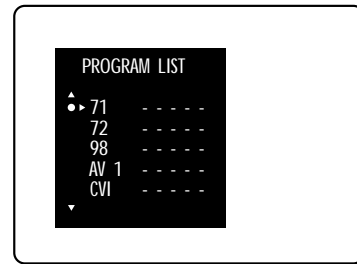 PROGRAM LIST
71 - - - - -
72 - - - - -
98 - - - - -
AV 1 - - - - -
CVI - - - - -